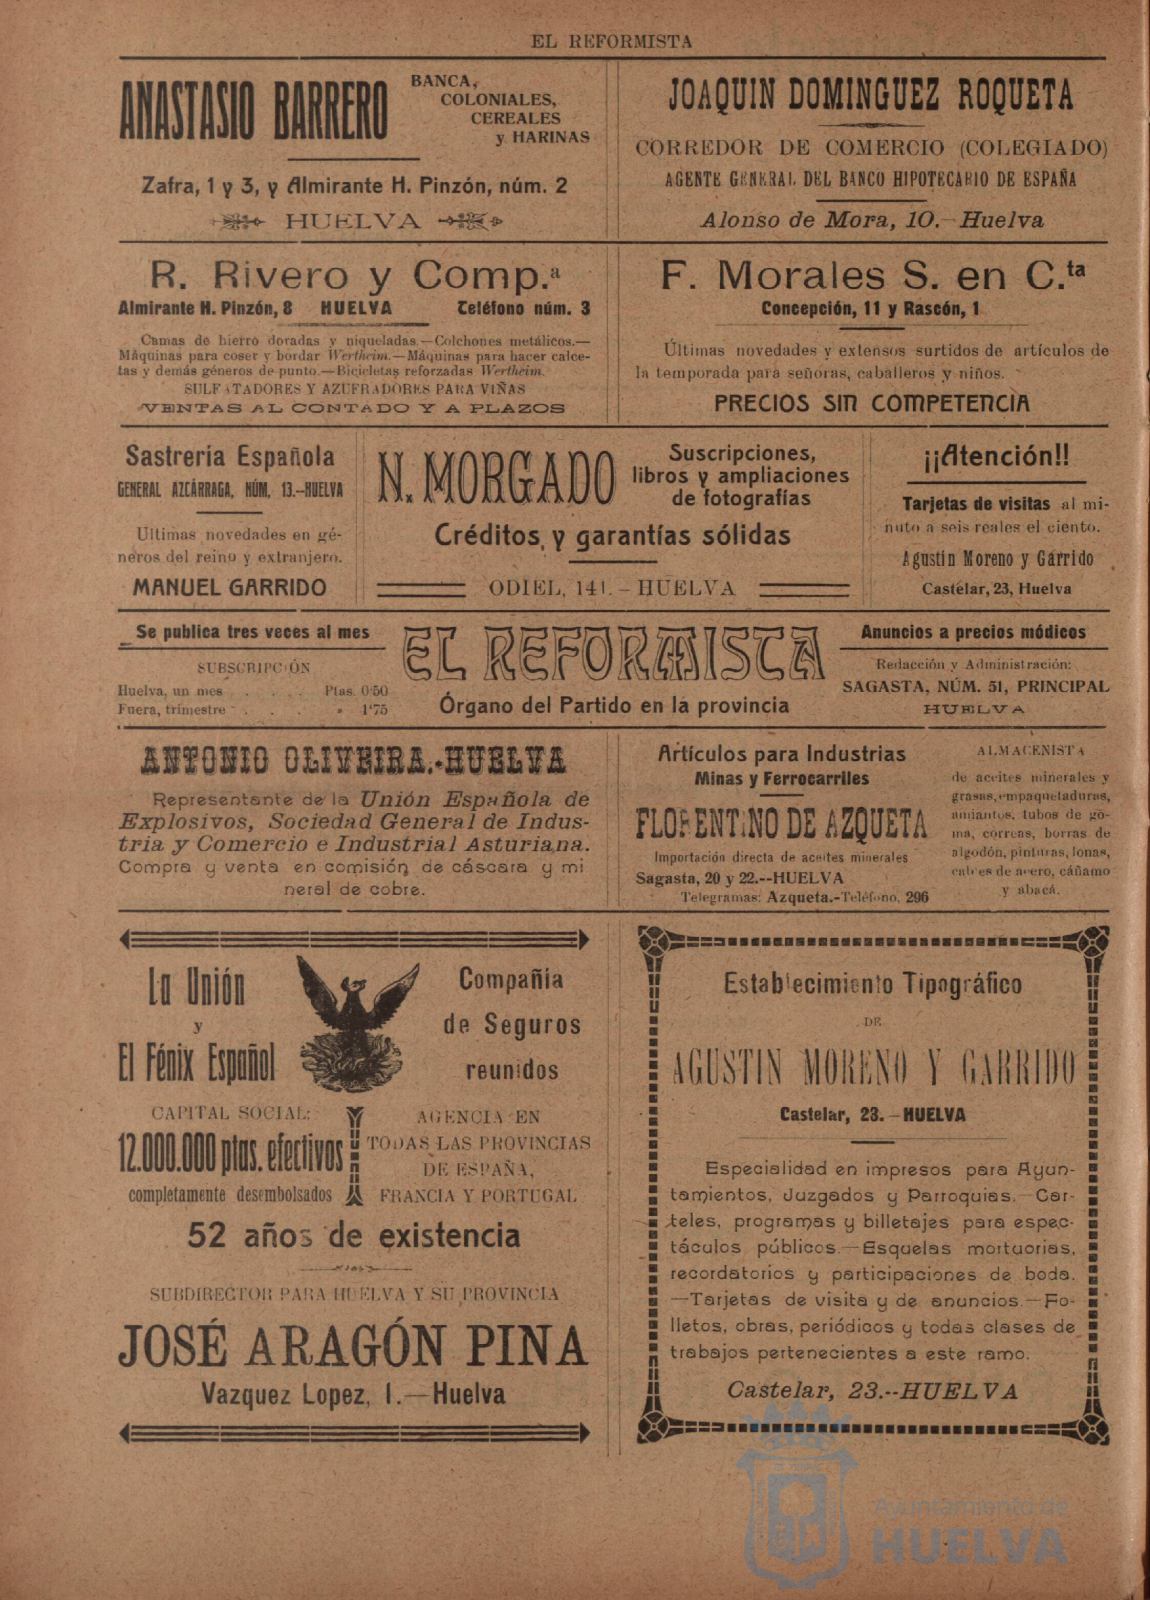 EL REFORMISTA
ANASTASIO BARRERO
BANCA,
COLONIALES,
CEREALES
y HARINAS
Zafra, 1 y 3, y Almirante H. Pinzón, núm. 2
HUELVA
JOAQUIN DOMINGUEZ ROQUETA
CORREDOR DE COMERCIO (COLEGIADO)
AGENTE GENERAL DEL BANCO HIPOTECARIO DE ESPAÑA
Alonso de Mora, 10.—Huelva
R. Rivero y Comp.ª
Almirante H. Pinzón, 8 HUELVA Teléfono núm. 3
Camas de hierro doradas y niqueladas.—Colchones metálicos.—
Máquinas para coser y bordar Wertheim.—Máquinas para hacer calce-
tas y demás géneros de punto.—Bicicletas reforzadas Wertheim.
SULFATADORES Y AZUFRADORES PARA VIÑAS
VENTAS AL CONTADO Y A PLAZOS
F. Morales S. en C.ta
Concepción, 11 y Rascón, 1
Últimas novedades y extensos surtidos de artículos de
la temporada para señoras, caballeros y niños.
PRECIOS SIN COMPETENCIA
Sastrería Española
GENERAL AZCÁRRAGA, NÚM. 13.--HUELVA
Ultimas novedades en gé-
neros del reino y extranjero.
MANUEL GARRIDO
N. MORGADO
Suscripciones,
libros y ampliaciones
de fotografías
Créditos, y garantías sólidas
ODIEL, 141.—HUELVA
¡¡Atención!!
Tarjetas de visitas al mi-
nuto a seis reales el ciento.
Agustín Moreno y Garrido
Castelar, 23, Huelva
Se publica tres veces al mes
SUBSCRIPCIÓN
Huelva, un mes . . . . Ptas. 0'50
Fuera, trimestre . . . . » 1'75
EL REFORMISTA
Órgano del Partido en la provincia
Anuncios a precios módicos
Redacción y Administración:
SAGASTA, NÚM. 51, PRINCIPAL
HUELVA
ANTONIO OLIVEIRA.-HUELVA
Representante de la Unión Española de
Explosivos, Sociedad General de Indus-
tria y Comercio e Industrial Asturiana.
Compra y venta en comisión de cáscara y mi
neral de cobre.
Artículos para Industrias
Minas y Ferrocarriles
FLORENTINO DE AZQUETA
Importación directa de aceites minerales
Sagasta, 20 y 22.--HUELVA
Telegramas: Azqueta.-Teléfono, 296
ALMACENISTA
de aceites minerales y
grasas, empaquetaduras,
amiantos, tubos de go-
ma, correas, borras de
algodón, pinturas, lonas,
cables de acero, cáñamo
y abacá.
La Unión
y
El Fénix Español
Compañía
de Seguros
reunidos
CAPITAL SOCIAL:
12.000.000 ptas. efectivos
completamente desembolsados
AGENCIA EN
TODAS LAS PROVINCIAS
DE ESPAÑA,
FRANCIA Y PORTUGAL
52 años de existencia
SUBDIRECTOR PARA HUELVA Y SU PROVINCIA
JOSÉ ARAGÓN PINA
Vazquez Lopez, 1.—Huelva
Establecimiento Tipográfico
DE
AGUSTIN MORENO Y GARRIDO
Castelar, 23.—HUELVA
Especialidad en impresos para Ayun-
tamientos, Juzgados y Parroquias.—Car-
teles, programas y billetajes para espec-
táculos públicos.—Esquelas mortuorias,
recordatorios y participaciones de boda.
—Tarjetas de visita y de anuncios.—Fo-
lletos, obras, periódicos y todas clases de
trabajos pertenecientes a este ramo.
Castelar, 23.--HUELVA
Ayuntamiento de
HUELVA